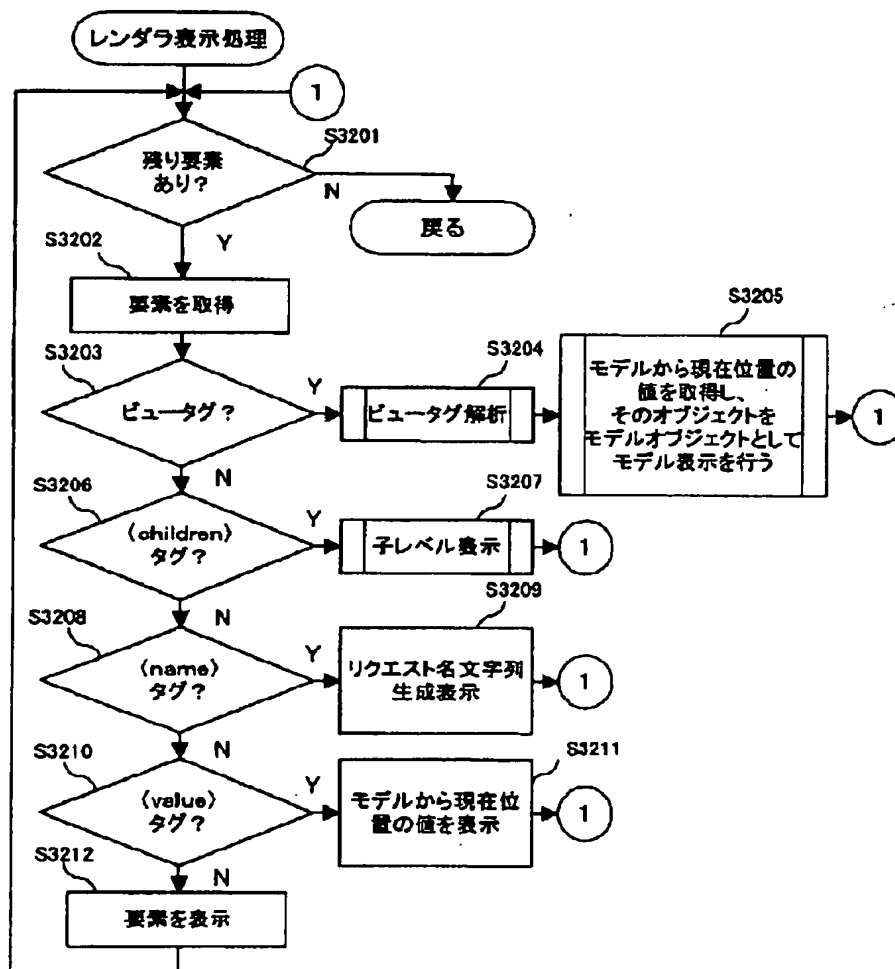 レンダラ表示処理
1
S3201
残り要素
あり?
N
戻る
Y
S3202
要素を取得
S3203
ビュータグ?
Y
S3204
ビュータグ解析
S3205
モデルから現在位置の
値を取得し、
そのオブジェクトを
モデルオブジェクトとして
モデル表示を行う
1
N
S3206
〈children〉
タグ?
Y
S3207
子レベル表示
1
N
S3208
〈name〉
タグ?
Y
S3209
リクエスト名文字列
生成表示
1
N
S3210
〈value〉
タグ?
Y
S3211
モデルから現在位
置の値を表示
1
N
S3212
要素を表示